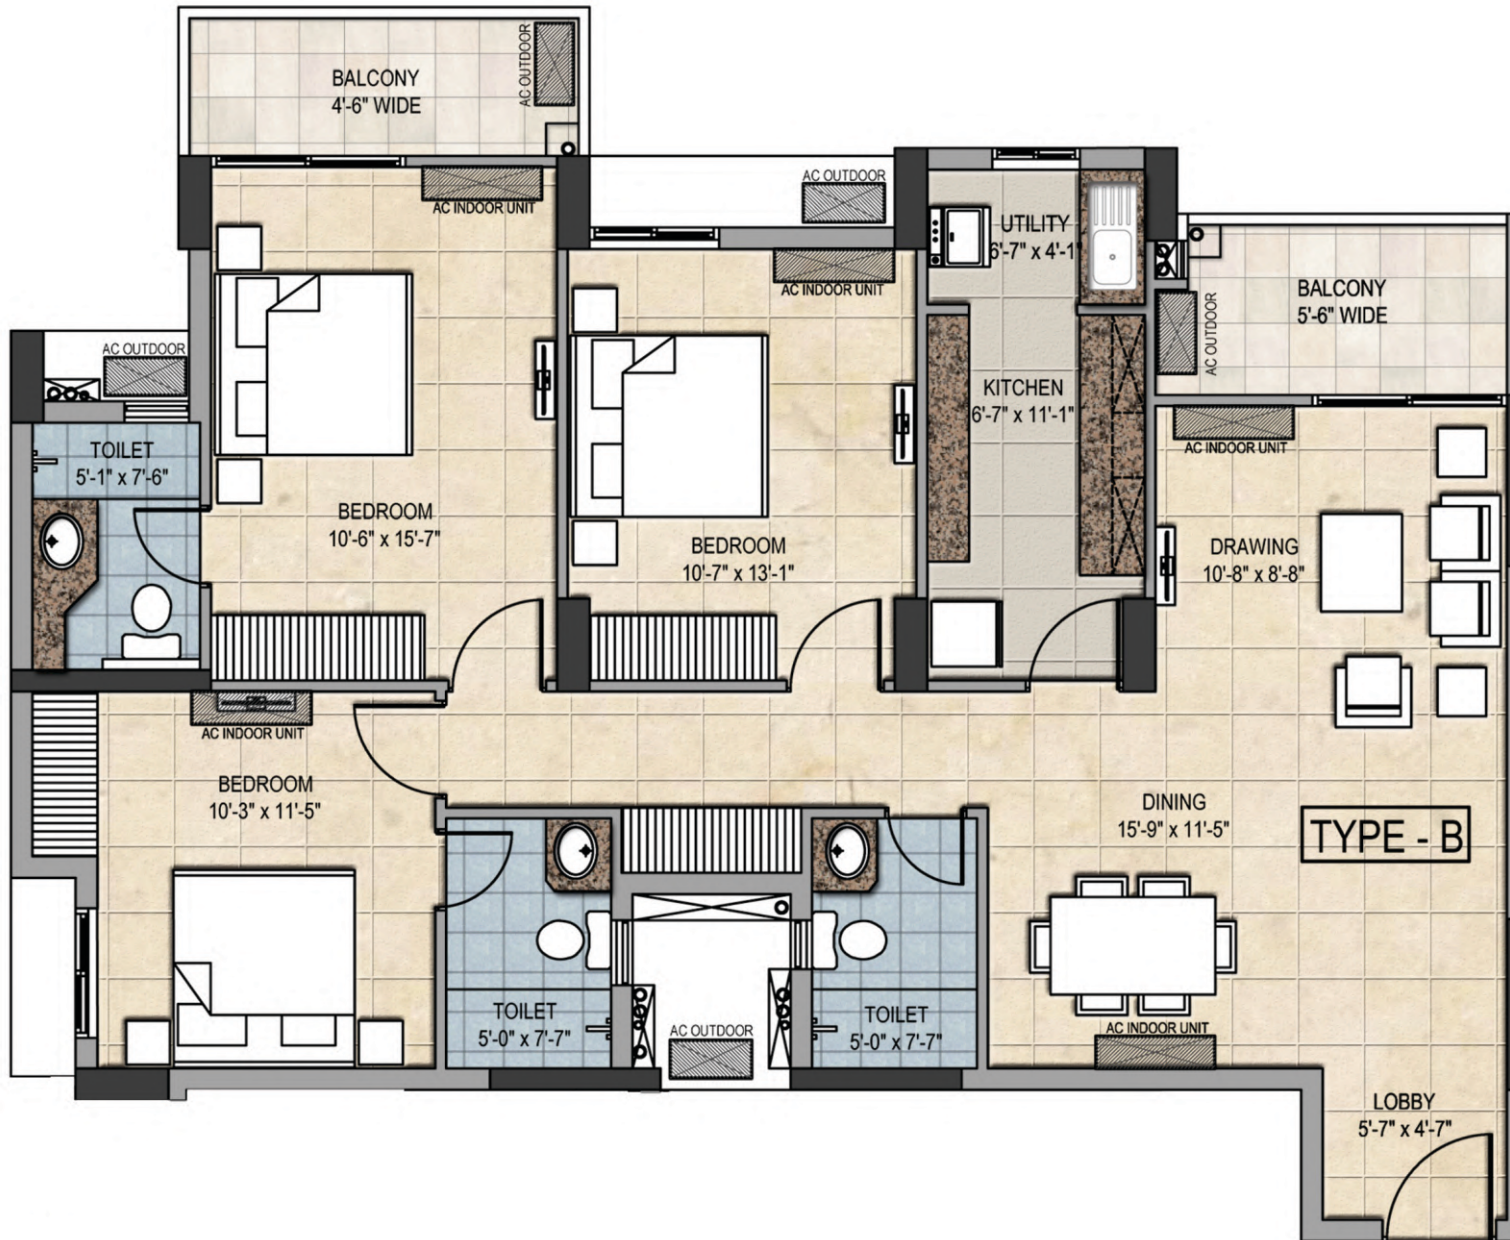 BALCONY
4'-6" WIDE
AC OUTDOOR
AC INDOOR UNIT
AC OUTDOOR
AC INDOOR UNIT
UTILITY
6'-7" x 4'-1"
BALCONY
5'-6" WIDE
AC OUTDOOR
AC OUTDOOR
TOILET
5'-1" x 7'-6"
BEDROOM
10'-6" x 15'-7"
BEDROOM
10'-7" x 13'-1"
KITCHEN
6'-7" x 11'-1"
AC INDOOR UNIT
DRAWING
10'-8" x 8'-8"
AC INDOOR UNIT
BEDROOM
10'-3" x 11'-5"
DINING
15'-9" x 11'-5"
TYPE - B
TOILET
5'-0" x 7'-7"
AC OUTDOOR
TOILET
5'-0" x 7'-7"
AC INDOOR UNIT
LOBBY
5'-7" x 4'-7"